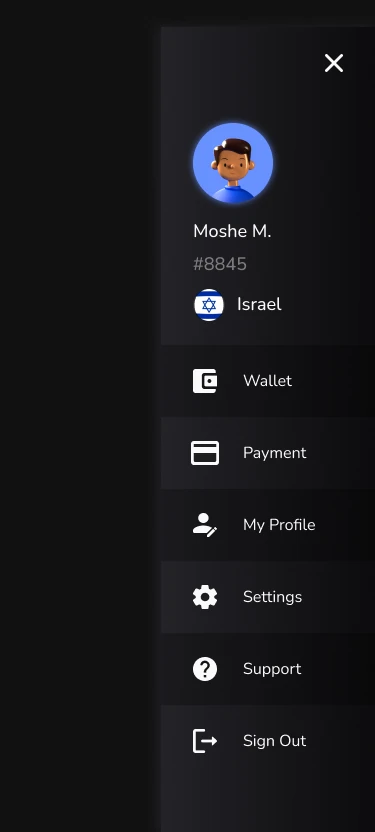 Moshe M.
#8845
Israel
Wallet
Payment
My Profile
Settings
Support
Sign Out